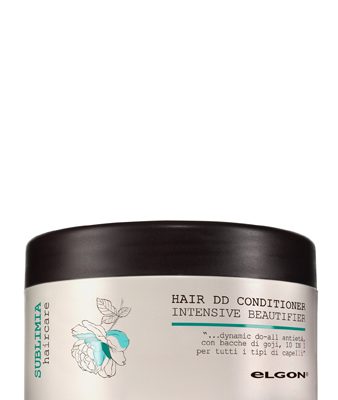 SUBLIMIA
haircare
HAIR DD CONDITIONER
INTENSIVE BEAUTIFIER
"...dynamic do-all antietà,
con bacche di goji, 10 IN 1
per tutti i tipi di capelli"
eLGON®